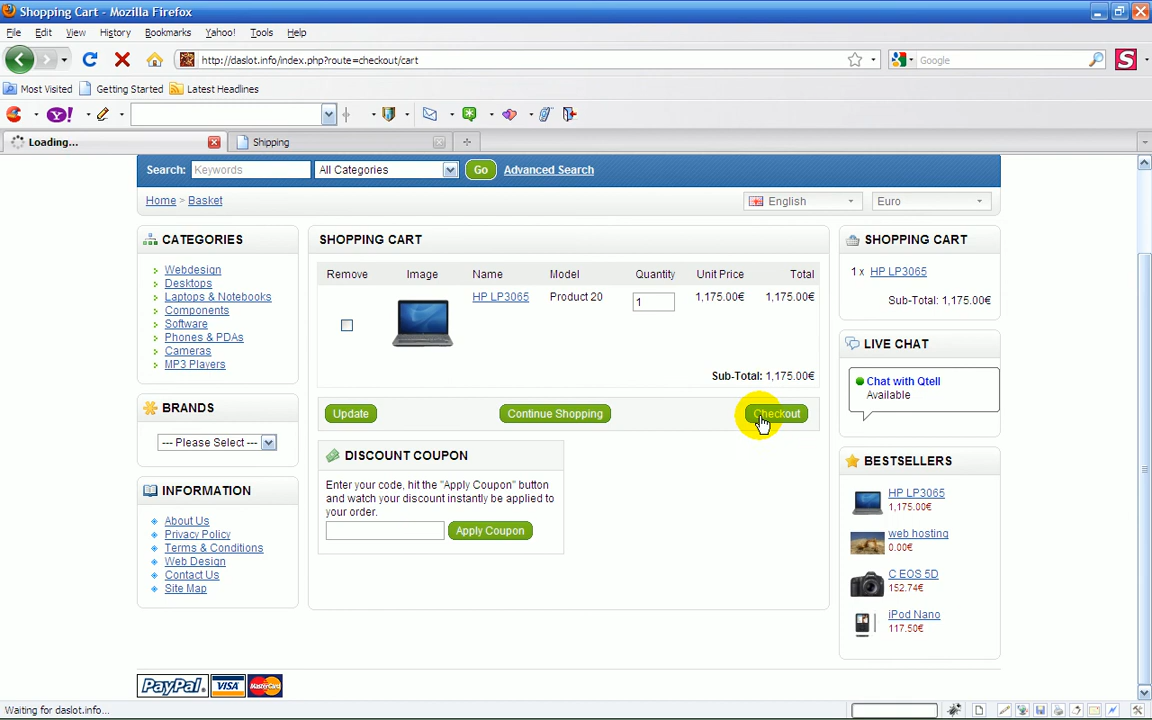 Shopping Cart - Mozilla Firefox
File Edit View History Bookmarks Yahoo! Tools Help
http://daslot.info/index.php?route=checkout/cart
Google
S
Most Visited Getting Started Latest Headlines
Y!
Loading... Shipping
Search: Keywords All Categories Go Advanced Search
Home > Basket English Euro
CATEGORIES
Webdesign
Desktops
Laptops & Notebooks
Components
Software
Phones & PDAs
Cameras
MP3 Players
BRANDS
--- Please Select ---
INFORMATION
About Us
Privacy Policy
Terms & Conditions
Web Design
Contact Us
Site Map
SHOPPING CART
Remove Image Name Model Quantity Unit Price Total
HP LP3065 Product 20 1 1,175.00€ 1,175.00€
Sub-Total: 1,175.00€
Update Continue Shopping Checkout
DISCOUNT COUPON
Enter your code, hit the "Apply Coupon" button
and watch your discount instantly be applied to
your order.
Apply Coupon
SHOPPING CART
1 x HP LP3065
Sub-Total: 1,175.00€
LIVE CHAT
Chat with Qtell
Available
BESTSELLERS
HP LP3065
1,175.00€
web hosting
0.00€
C EOS 5D
152.74€
iPod Nano
117.50€
PayPal VISA MasterCard
Waiting for daslot.info...